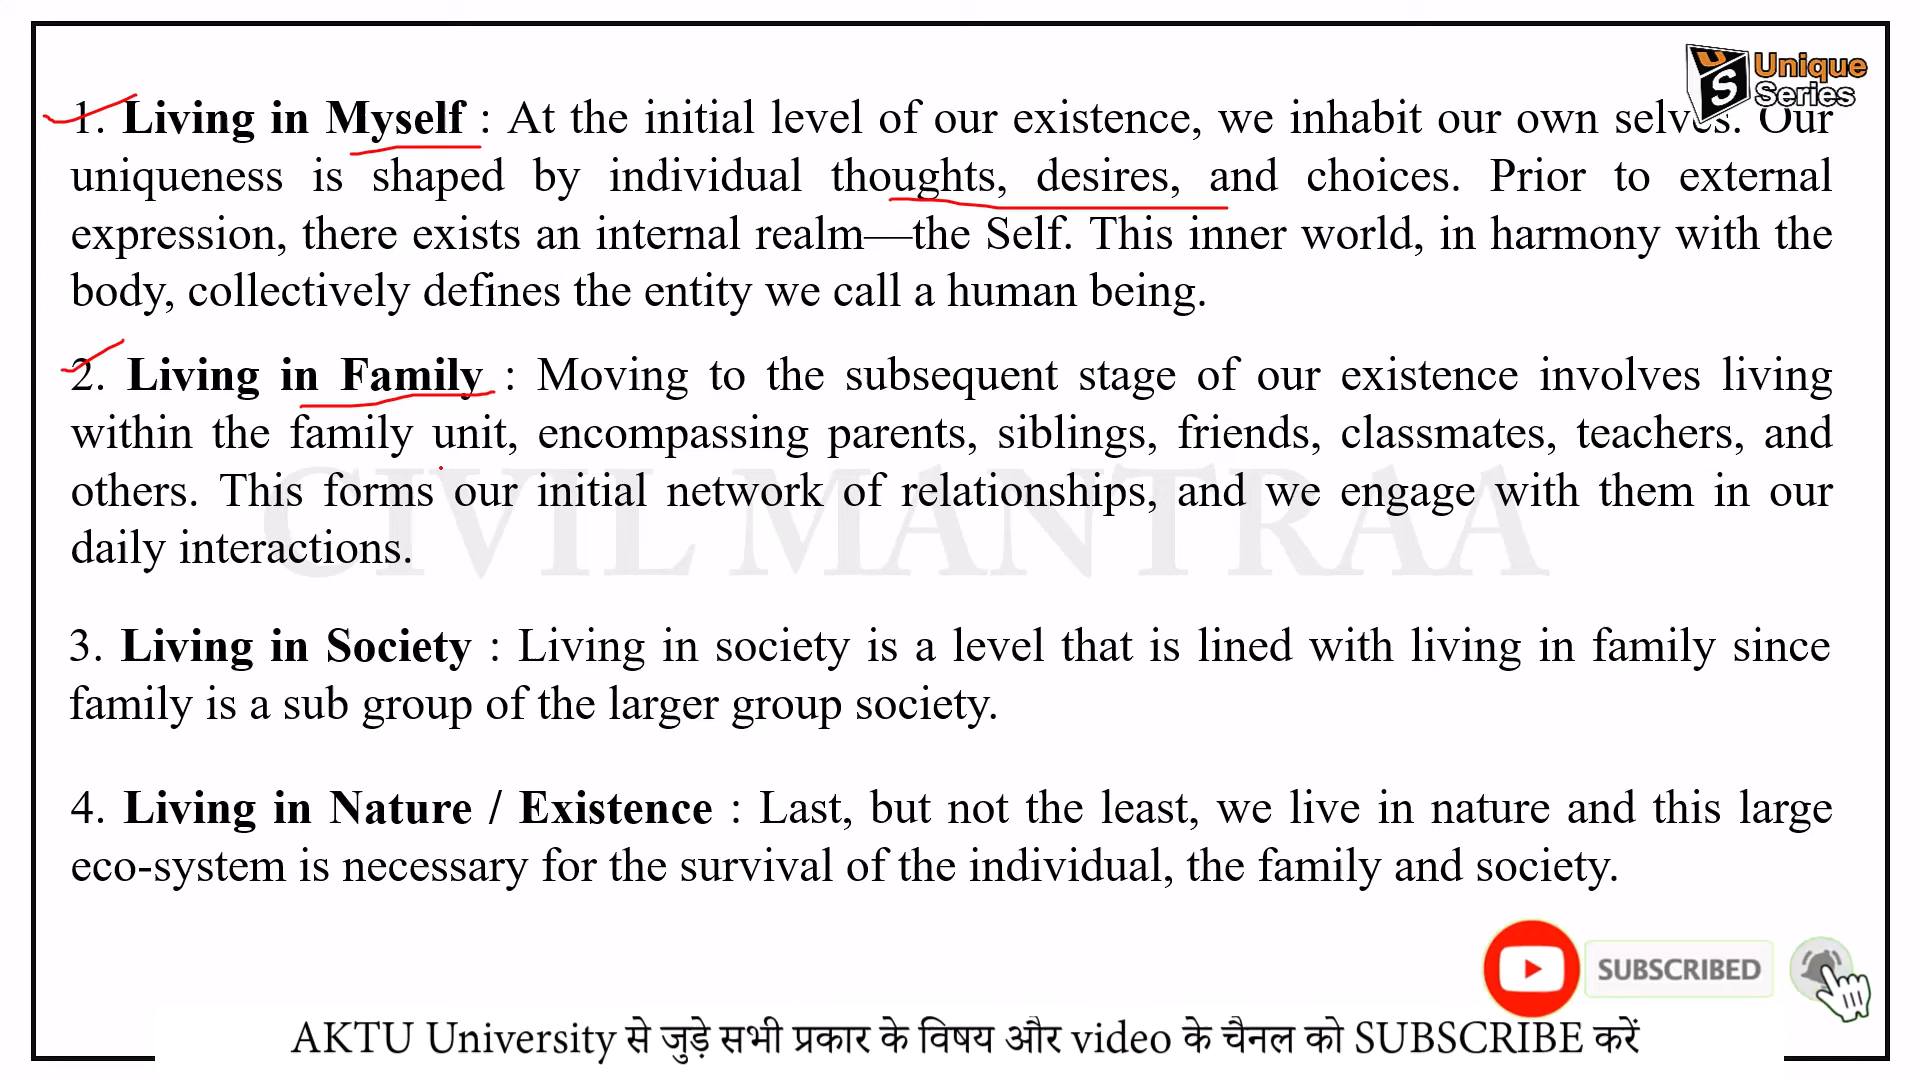 Unique
Series
US
1. Living in Myself : At the initial level of our existence, we inhabit our own selves. Our
uniqueness is shaped by individual thoughts, desires, and choices. Prior to external
expression, there exists an internal realm—the Self. This inner world, in harmony with the
body, collectively defines the entity we call a human being.
2. Living in Family : Moving to the subsequent stage of our existence involves living
within the family unit, encompassing parents, siblings, friends, classmates, teachers, and
others. This forms our initial network of relationships, and we engage with them in our
daily interactions.
CIVIL MANTRAA
3. Living in Society : Living in society is a level that is lined with living in family since
family is a sub group of the larger group society.
4. Living in Nature / Existence : Last, but not the least, we live in nature and this large
eco-system is necessary for the survival of the individual, the family and society.
SUBSCRIBED
AKTU University से जुड़े सभी प्रकार के विषय और video के चैनल को SUBSCRIBE करें